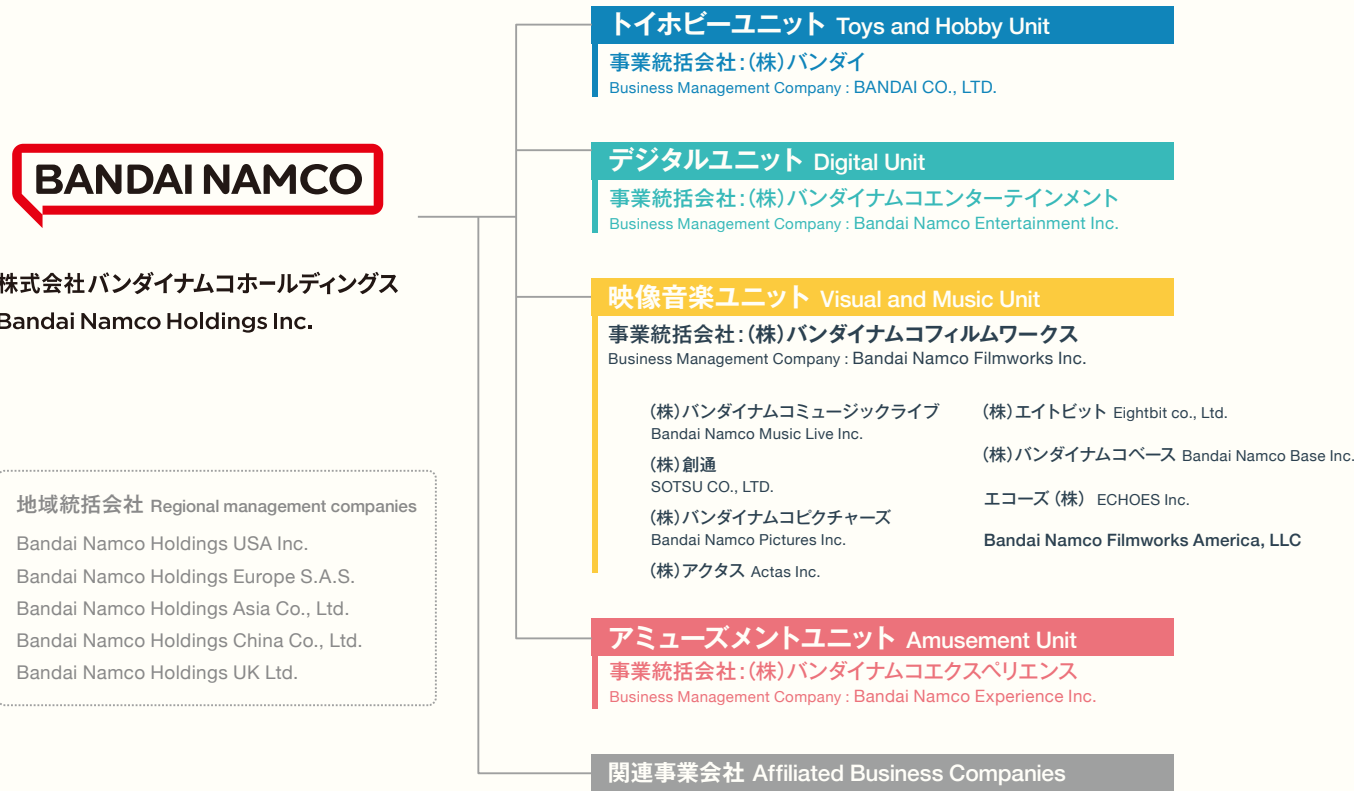 BANDAI NAMCO
株式会社バンダイナムコホールディングス
Bandai Namco Holdings Inc.
地域統括会社 Regional management companies
Bandai Namco Holdings USA Inc.
Bandai Namco Holdings Europe S.A.S.
Bandai Namco Holdings Asia Co., Ltd.
Bandai Namco Holdings China Co., Ltd.
Bandai Namco Holdings UK Ltd.
トイホビーユニット Toys and Hobby Unit
事業統括会社:(株)バンダイ
Business Management Company : BANDAI CO., LTD.
デジタルユニット Digital Unit
事業統括会社:(株)バンダイナムコエンターテインメント
Business Management Company : Bandai Namco Entertainment Inc.
映像音楽ユニット Visual and Music Unit
事業統括会社:(株)バンダイナムコフィルムワークス
Business Management Company : Bandai Namco Filmworks Inc.
(株)バンダイナムコミュージックライブ
Bandai Namco Music Live Inc.
(株)創通
SOTSU CO., LTD.
(株)バンダイナムコピクチャーズ
Bandai Namco Pictures Inc.
(株)アクタス Actas Inc.
(株)エイトビット Eightbit co., Ltd.
(株)バンダイナムコベース Bandai Namco Base Inc.
エコーズ (株) ECHOES Inc.
Bandai Namco Filmworks America, LLC
アミューズメントユニット Amusement Unit
事業統括会社:(株)バンダイナムコエクスペリエンス
Business Management Company : Bandai Namco Experience Inc.
関連事業会社 Affiliated Business Companies